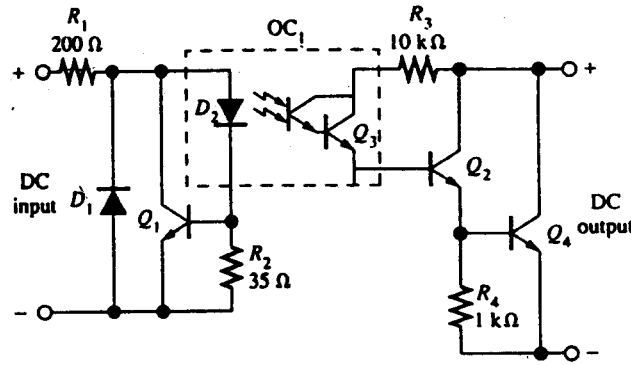 R1
200 Ω
OC1
R3
10 kΩ
+
+
D2
Q3
Q2
DC
input
D1
Q1
DC
output
Q4
R2
35 Ω
R4
1 kΩ
−
−